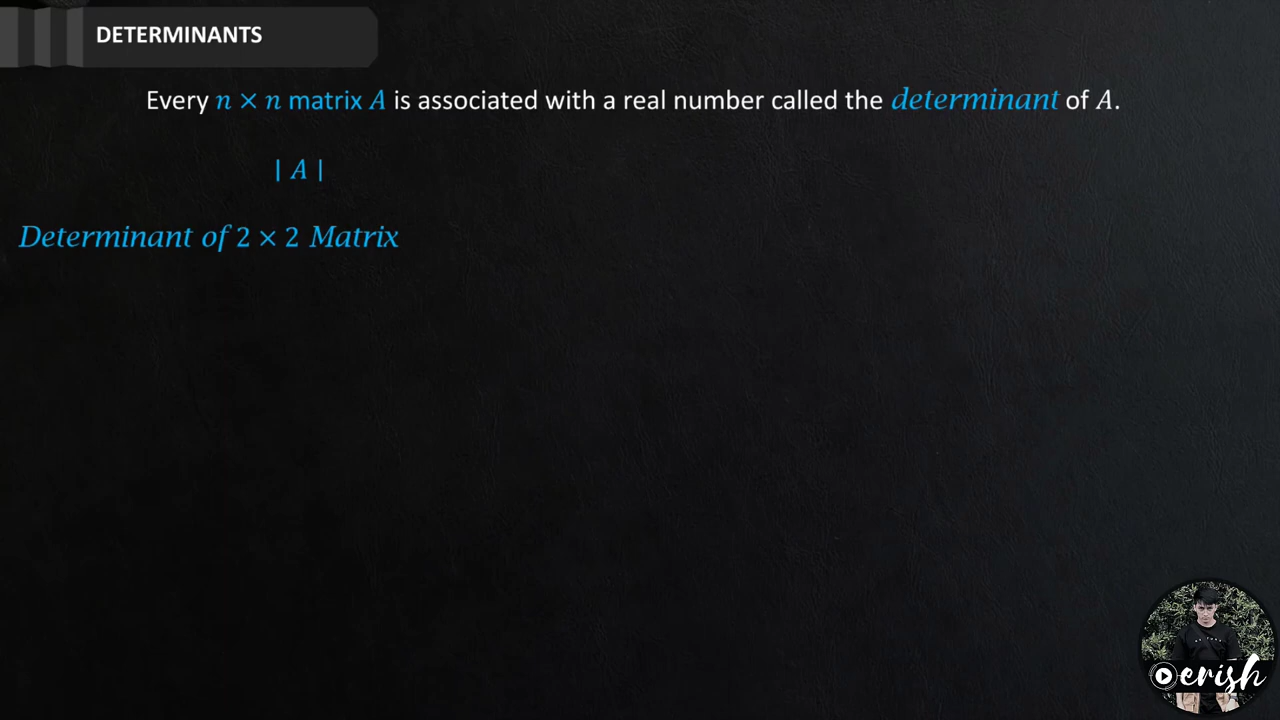 DETERMINANTS
Every n × n matrix A is associated with a real number called the determinant of A.
| A |
Determinant of 2 × 2 Matrix
erish